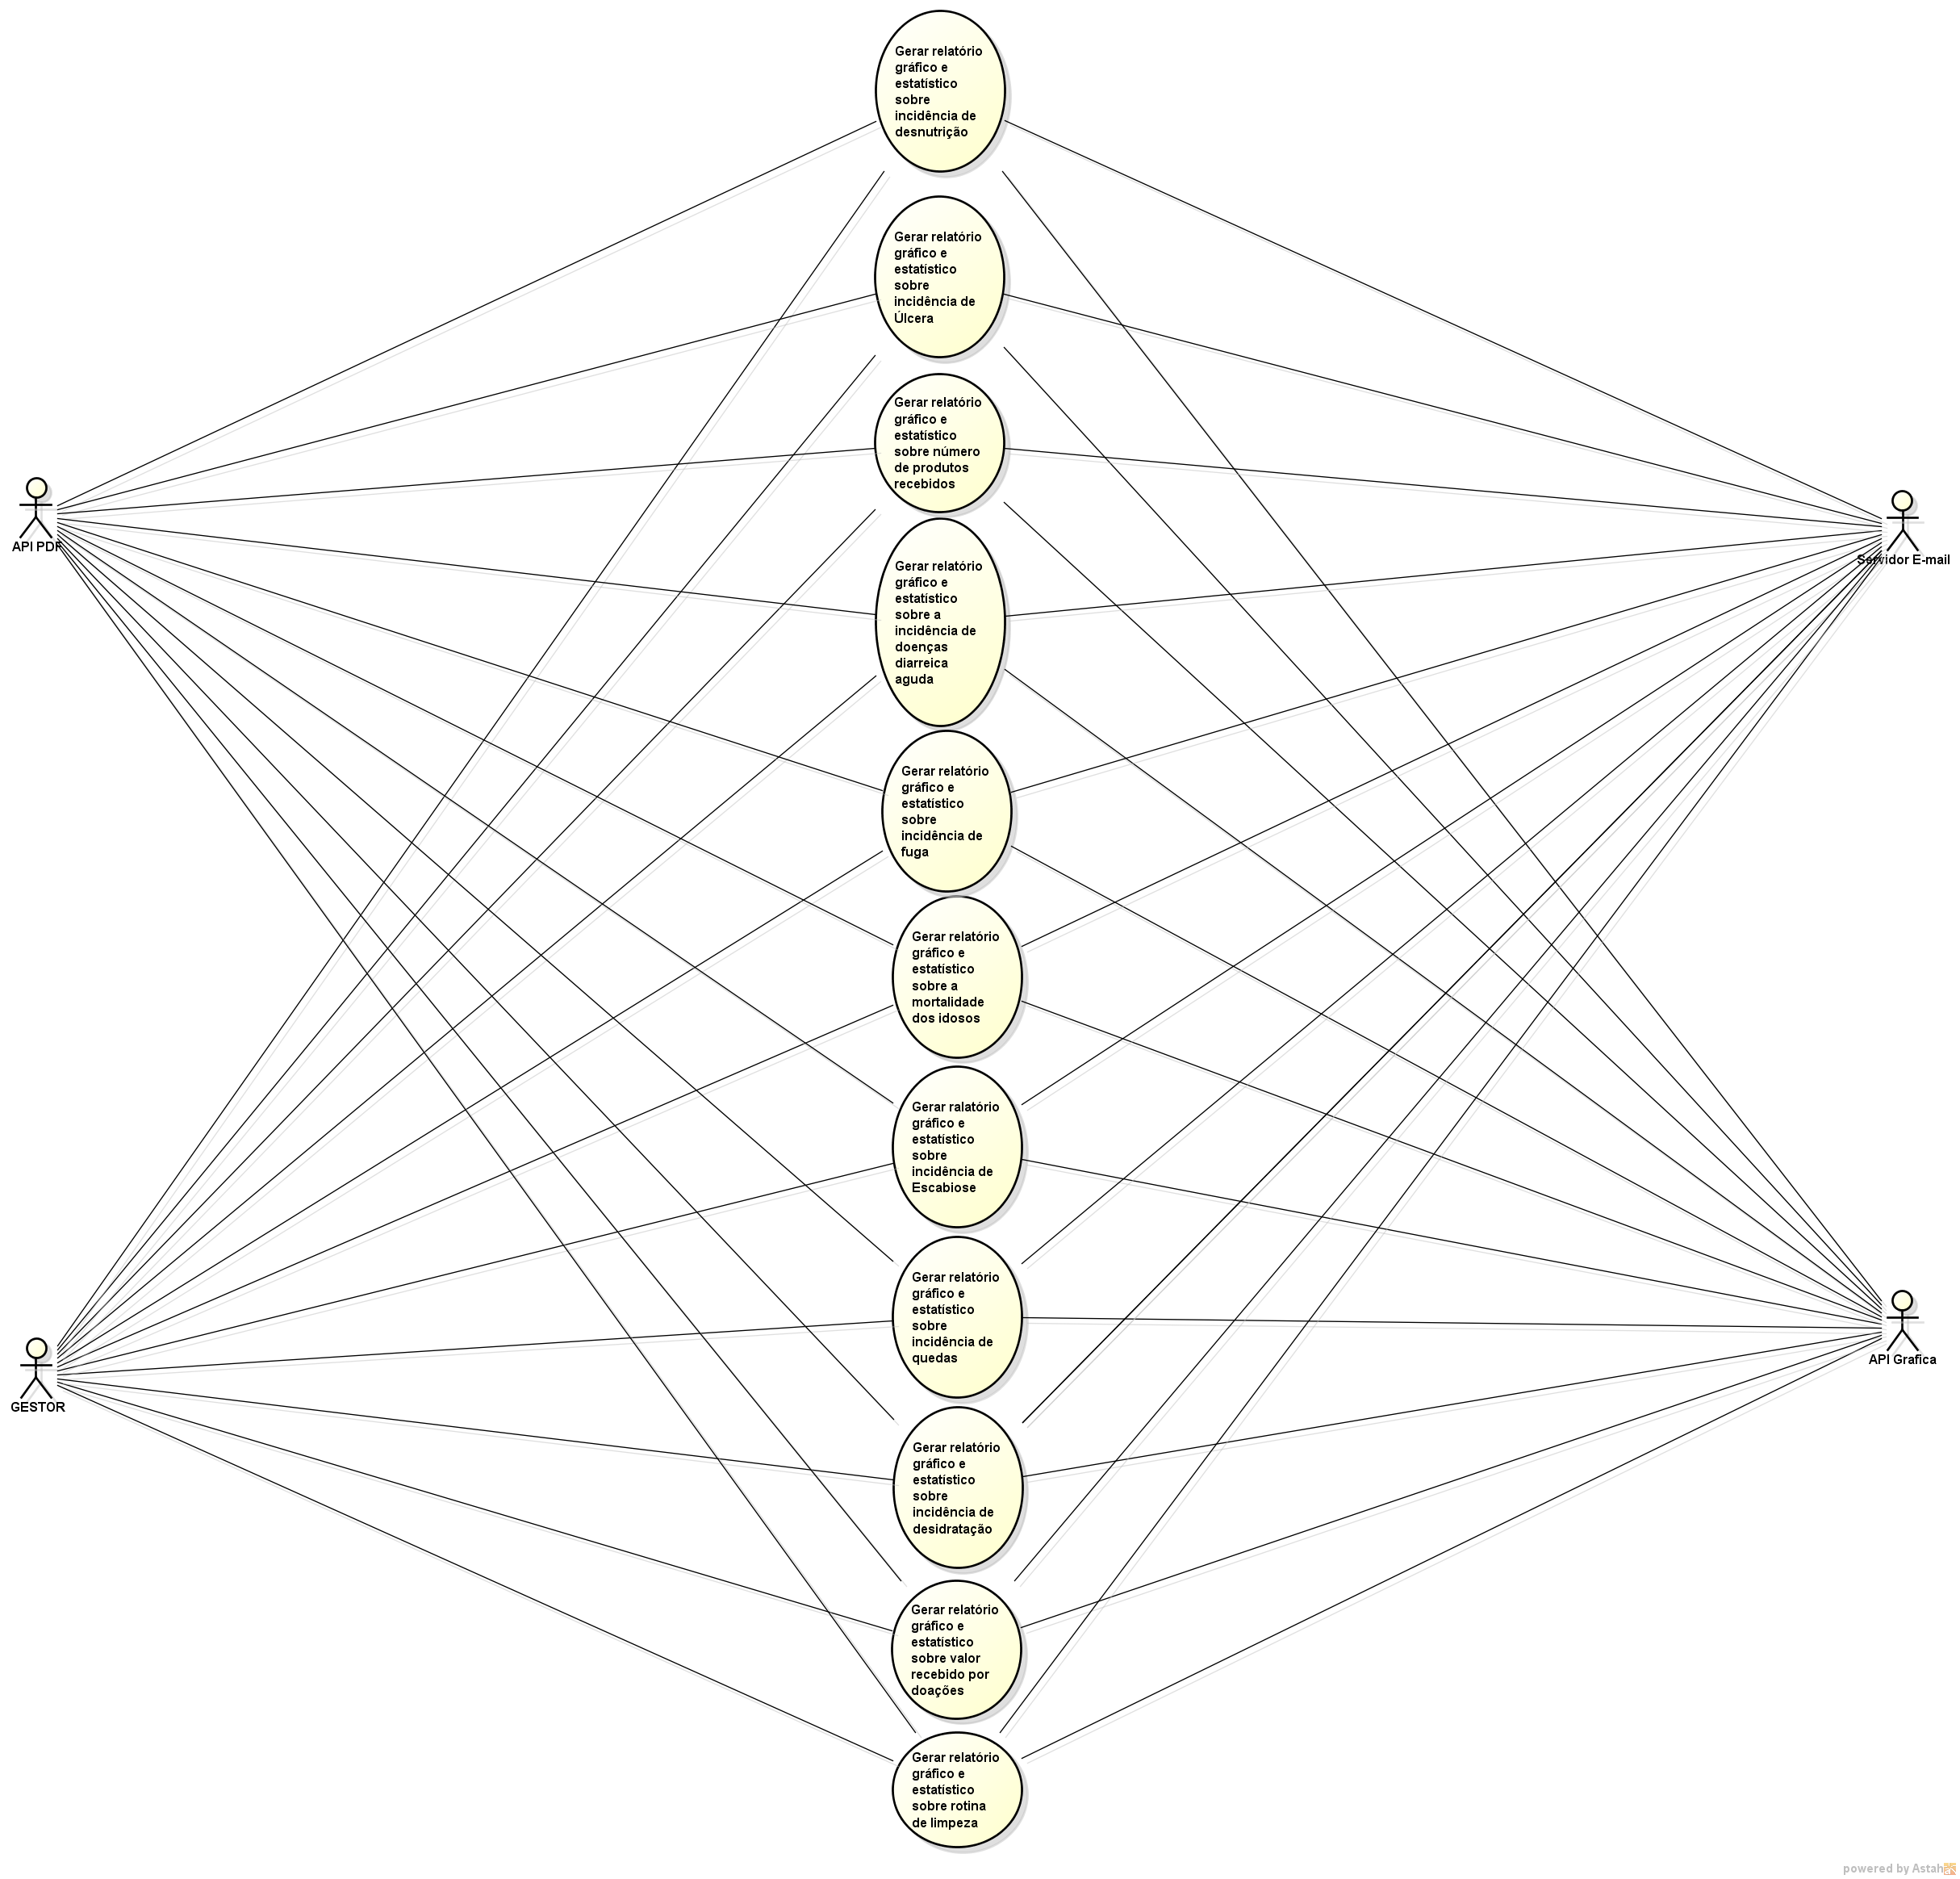 Gerar relatório
gráfico e
estatístico
sobre
incidência de
desnutrição
Gerar relatório
gráfico e
estatístico
sobre
incidência de
Úlcera
Gerar relatório
gráfico e
estatístico
sobre número
de produtos
recebidos
API PDF
Servidor E-mail
Gerar relatório
gráfico e
estatístico
sobre a
incidência de
doenças
diarreica
aguda
Gerar relatório
gráfico e
estatístico
sobre
incidência de
fuga
Gerar relatório
gráfico e
estatístico
sobre a
mortalidade
dos idosos
Gerar ralatório
gráfico e
estatístico
sobre
incidência de
Escabiose
Gerar relatório
gráfico e
estatístico
sobre
incidência de
quedas
API Grafica
GESTOR
Gerar relatório
gráfico e
estatístico
sobre
incidência de
desidratação
Gerar relatório
gráfico e
estatístico
sobre valor
recebido por
doações
Gerar relatório
gráfico e
estatístico
sobre rotina
de limpeza
powered by Astah